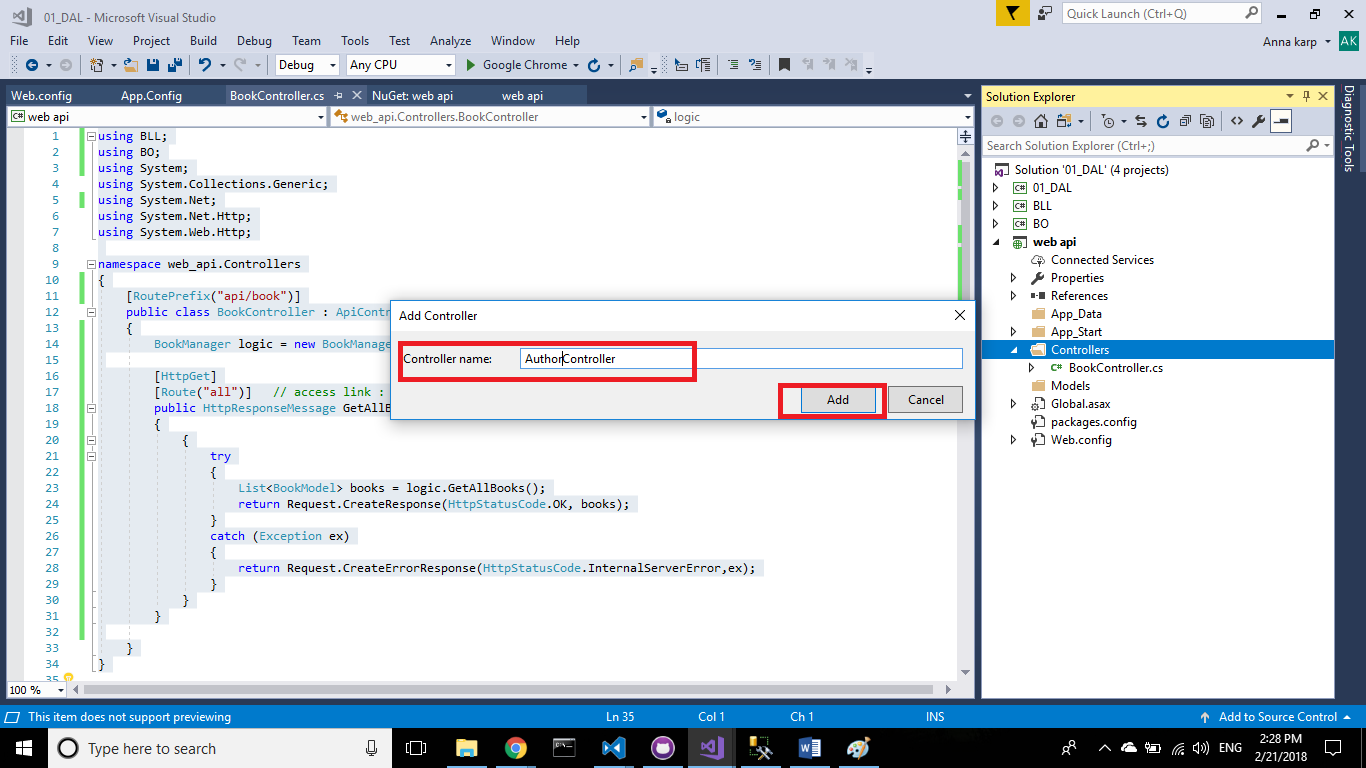 01_DAL - Microsoft Visual Studio
Quick Launch (Ctrl+Q)
File Edit View Project Build Debug Team Tools Test Analyze Window Help
Anna karp AK
Debug Any CPU Google Chrome
Web.config App.Config BookController.cs NuGet: web api web api
C# web api web_api.Controllers.BookController logic
1 using BLL;
2 using BO;
3 using System;
4 using System.Collections.Generic;
5 using System.Net;
6 using System.Net.Http;
7 using System.Web.Http;
8
9 namespace web_api.Controllers
10 {
11 [RoutePrefix("api/book")]
12 public class BookController : ApiContr
13 {
14 BookManager logic = new BookManage
15
16 [HttpGet]
17 [Route("all")] // access link :
18 public HttpResponseMessage GetAllB
19 {
20 {
21 try
22 {
23 List<BookModel> books = logic.GetAllBooks();
24 return Request.CreateResponse(HttpStatusCode.OK, books);
25 }
26 catch (Exception ex)
27 {
28 return Request.CreateErrorResponse(HttpStatusCode.InternalServerError,ex);
29 }
30 }
31 }
32
33 }
34 }
35
100 %
Add Controller
Controller name: AuthorController
Add Cancel
Solution Explorer
Search Solution Explorer (Ctrl+;)
Solution '01_DAL' (4 projects)
C# 01_DAL
C# BLL
C# BO
web api
Connected Services
Properties
References
App_Data
App_Start
Controllers
C# BookController.cs
Models
Global.asax
packages.config
Web.config
Diagnostic Tools
This item does not support previewing Ln 35 Col 1 Ch 1 INS Add to Source Control
Type here to search
ENG
2:28 PM
2/21/2018